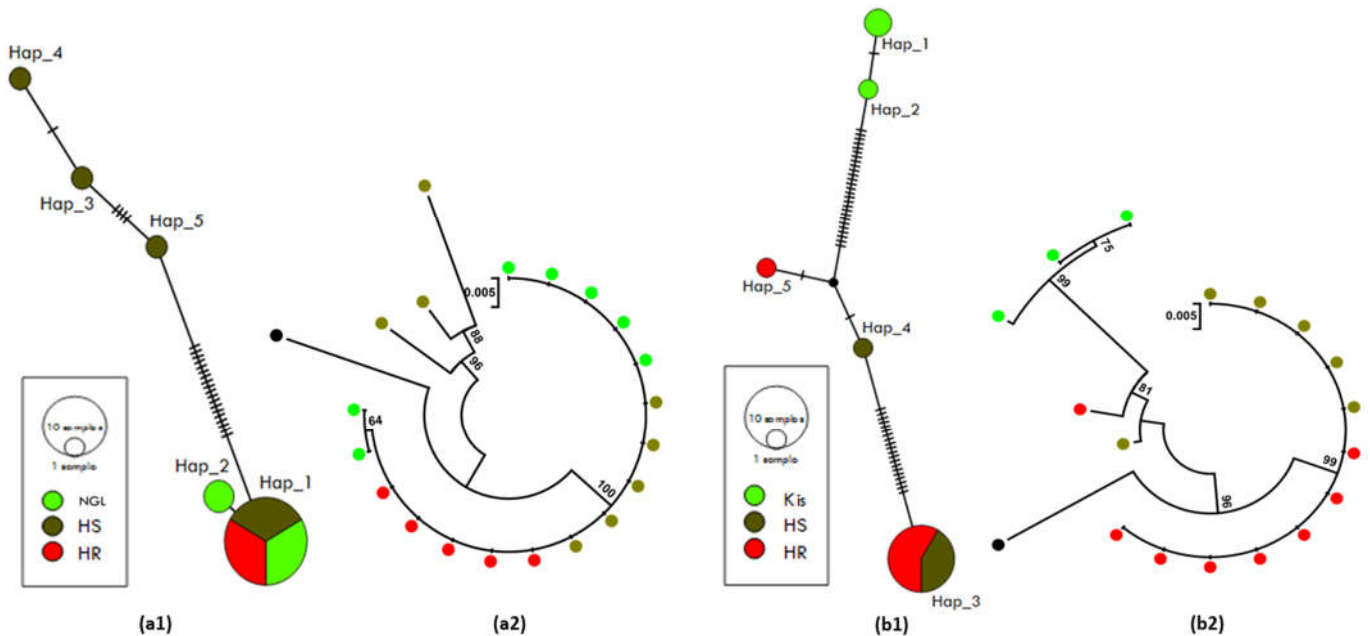 Hap_4
Hap_3
Hap_5
Hap_2
Hap_1
10 samples
1 sample
NGL
HS
HR
(a1)
0.005
88
96
64
100
(a2)
Hap_1
Hap_2
Hap_5
Hap_4
Hap_3
10 samples
1 sample
Kis
HS
HR
(b1)
75
99
0.005
81
99
96
(b2)